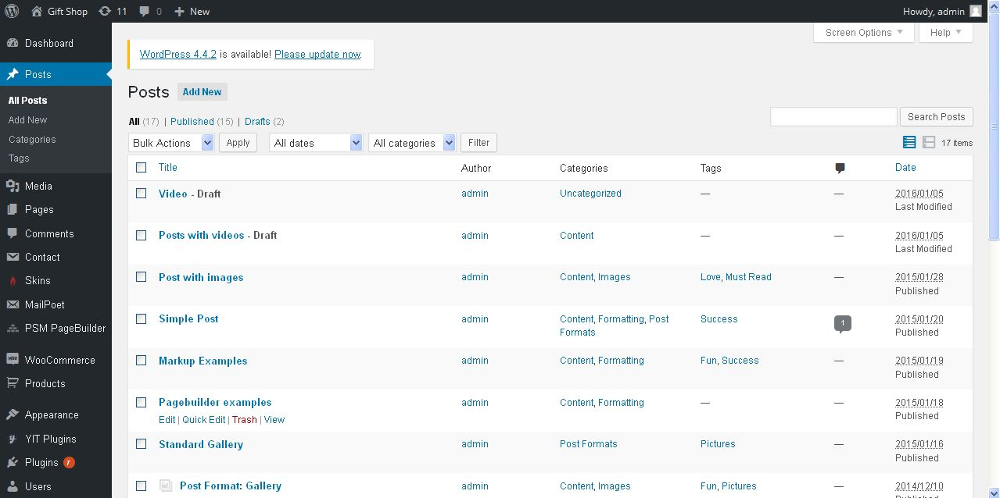 Gift Shop 11 0 New Howdy, admin
Screen Options Help
WordPress 4.4.2 is available! Please update now.
Dashboard
Posts
All Posts
Add New
Categories
Tags
Media
Pages
Comments
Contact
Skins
MailPoet
PSM PageBuilder
WooCommerce
Products
Appearance
YIT Plugins
Plugins 7
Users
Posts Add New
All (17) | Published (15) | Drafts (2)
Search Posts
Bulk Actions Apply All dates All categories Filter 17 items
Title Author Categories Tags Date
Video - Draft admin Uncategorized — — 2016/01/05
Last Modified
Posts with videos - Draft admin Content — — 2016/01/05
Last Modified
Post with images admin Content, Images Love, Must Read — 2015/01/28
Published
Simple Post admin Content, Formatting, Post Success 1 2015/01/20
Formats Published
Markup Examples admin Content, Formatting Fun, Success — 2015/01/19
Published
Pagebuilder examples admin Content, Formatting — — 2015/01/18
Edit | Quick Edit | Trash | View Published
Standard Gallery admin Post Formats Pictures — 2015/01/16
Published
Post Format: Gallery admin Content, Images Fun, Pictures — 2014/12/10
Published